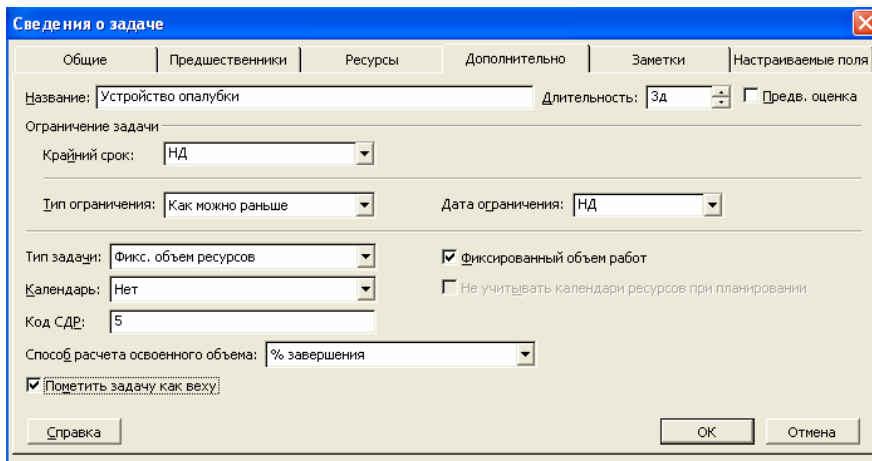 Сведения о задаче
Общие Предшественники Ресурсы Дополнительно Заметки Настраиваемые поля
Название: Устройство опалубки Длительность: 3д Предв. оценка
Ограничение задачи
Крайний срок: НД
Тип ограничения: Как можно раньше Дата ограничения: НД
Тип задачи: Фикс. объем ресурсов Фиксированный объем работ
Календарь: Нет Не учитывать календари ресурсов при планировании
Код СДР: 5
Способ расчета освоенного объема: % завершения
Пометить задачу как веху
Справка ОК Отмена